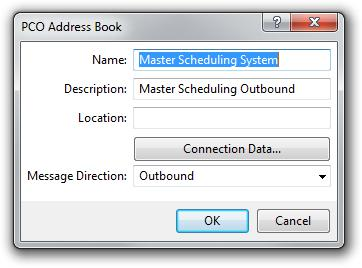 PCO Address Book
?
Name: Master Scheduling System
Description: Master Scheduling Outbound
Location:
Connection Data...
Message Direction: Outbound
OK Cancel